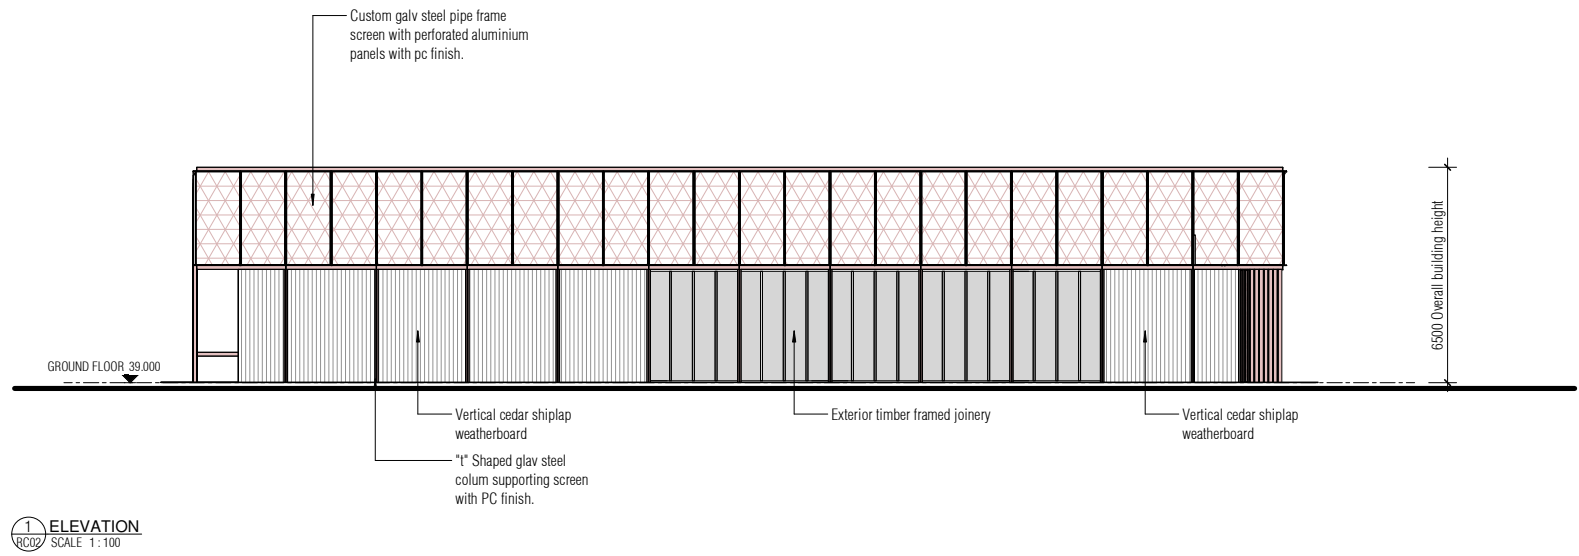 Custom galv steel pipe frame
screen with perforated aluminium
panels with pc finish.
6500 Overall building height
GROUND FLOOR 39.000
Vertical cedar shiplap
weatherboard
Exterior timber framed joinery
Vertical cedar shiplap
weatherboard
"t" Shaped glav steel
colum supporting screen
with PC finish.
1 ELEVATION
RC02 SCALE 1 : 100